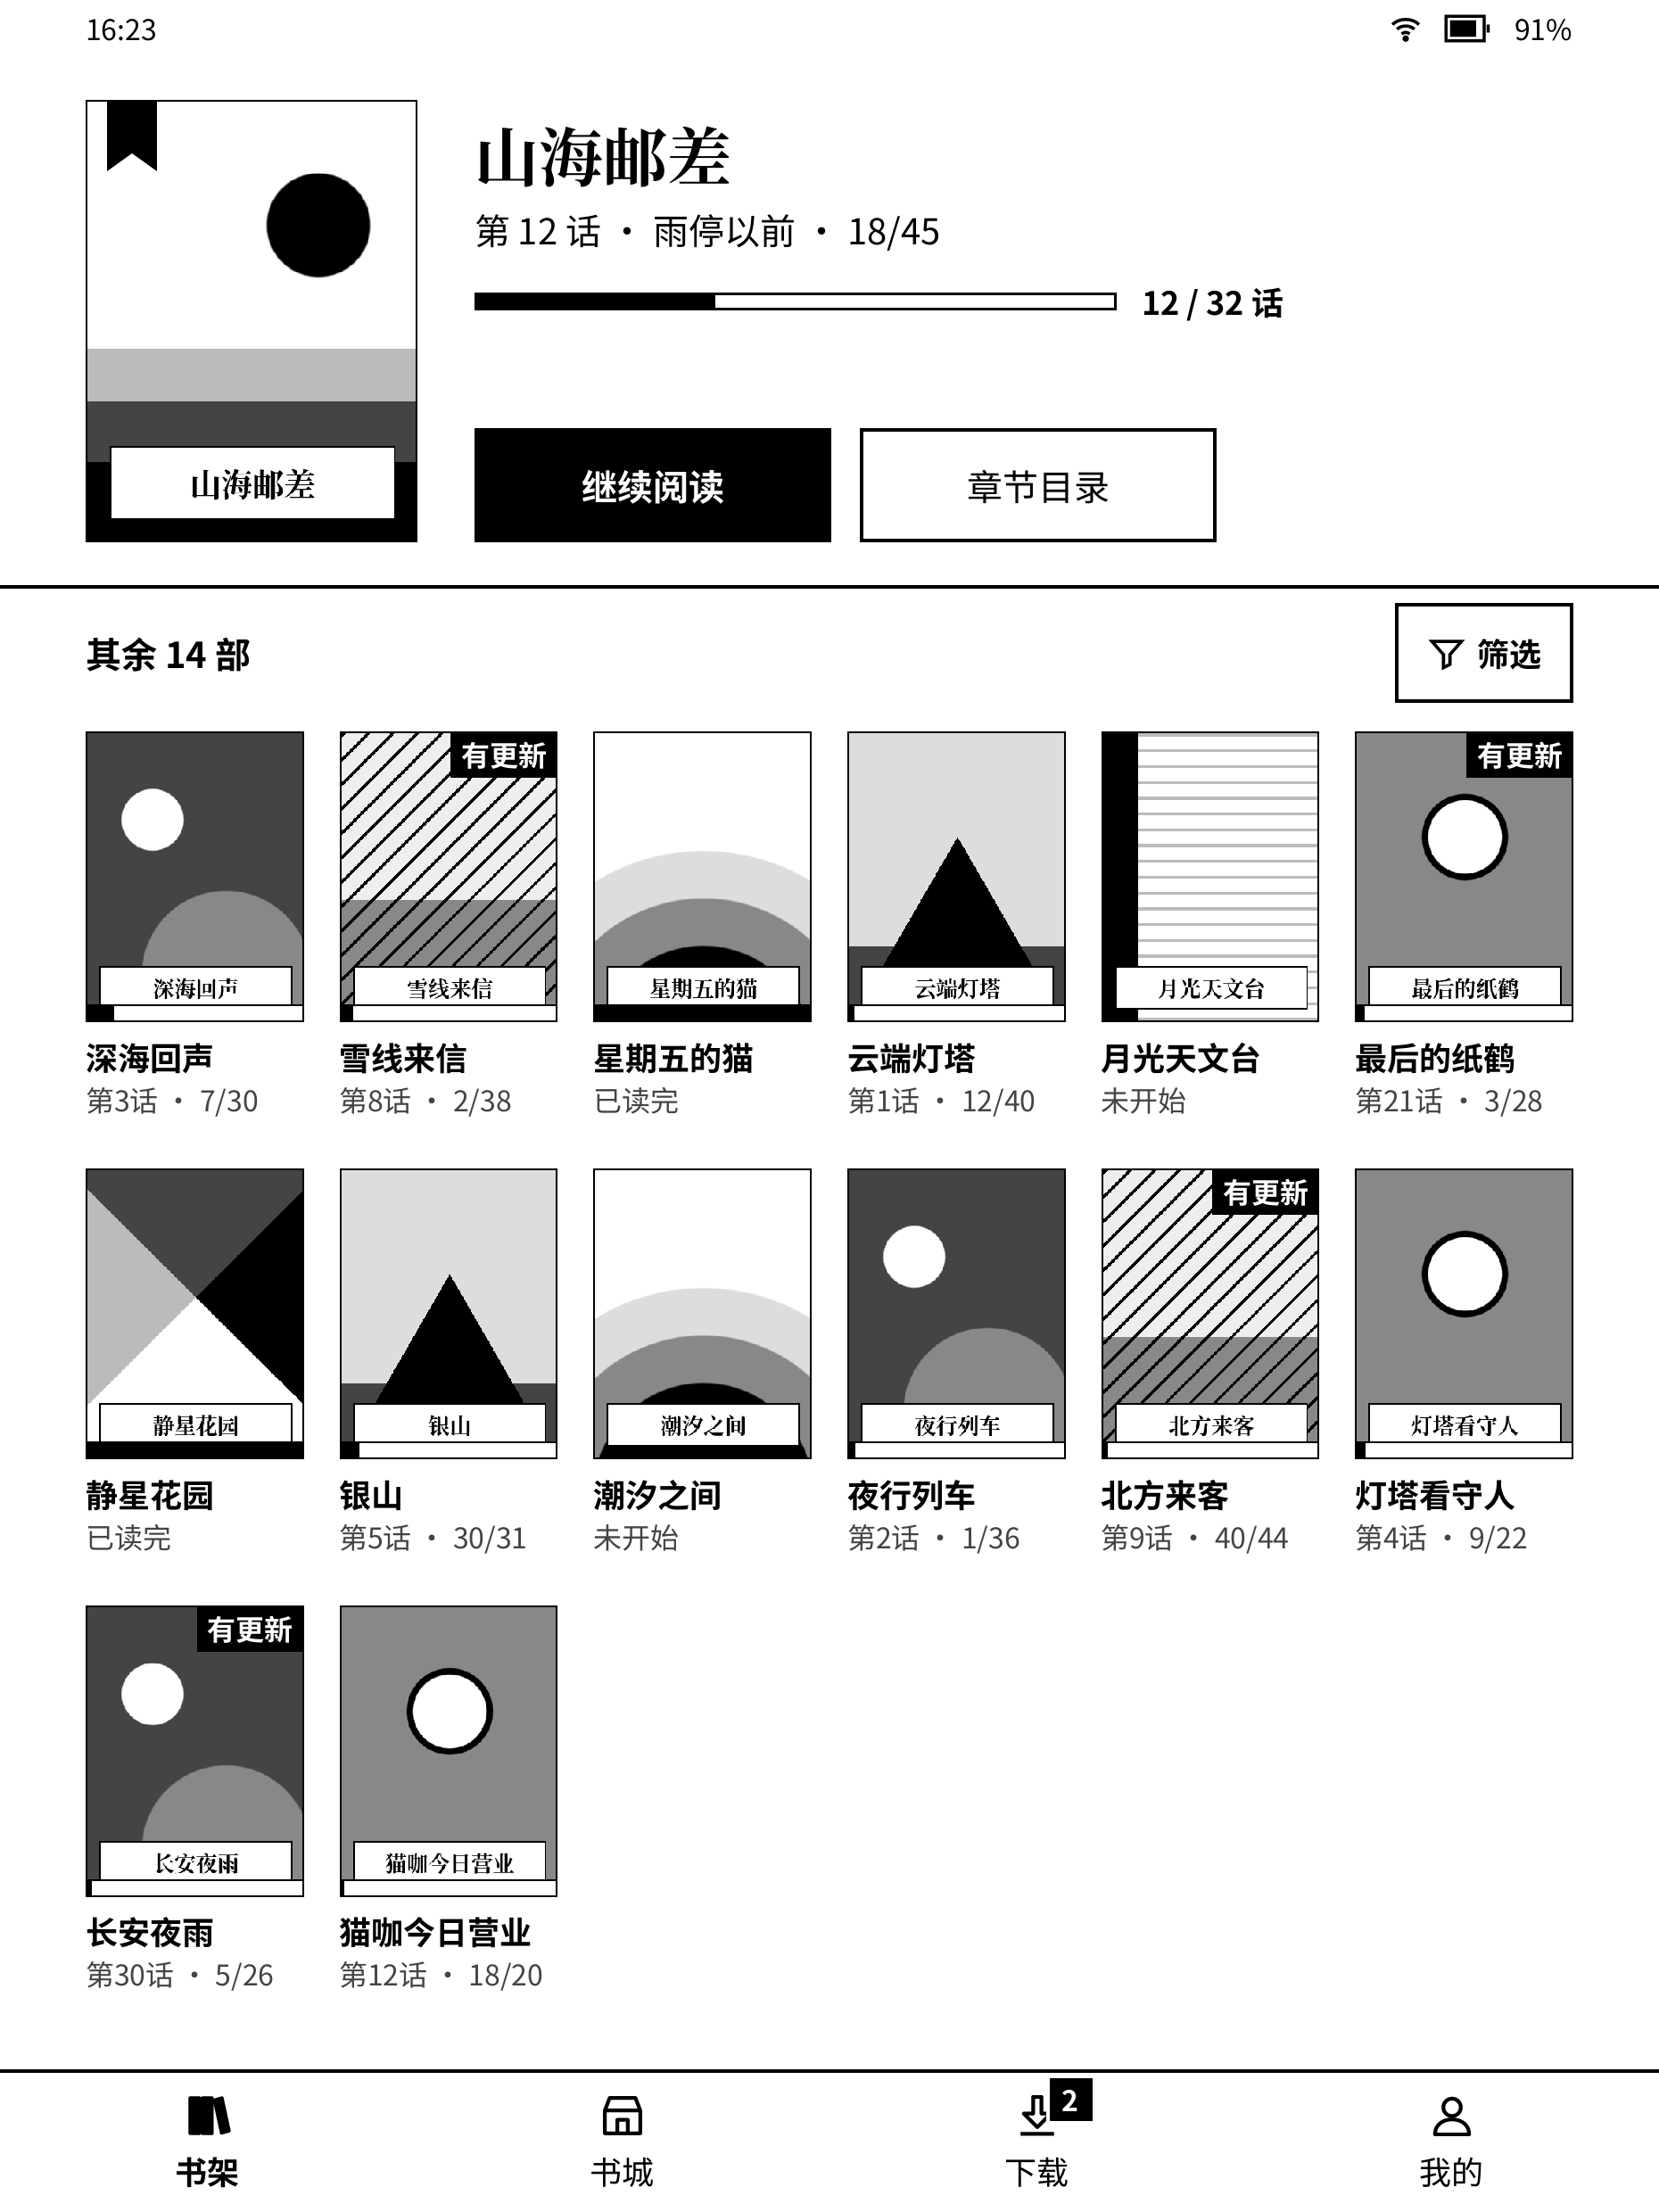 16:23
91%
山海邮差
第 12 话 · 雨停以前 · 18/45
12 / 32 话
山海邮差
继续阅读
章节目录
其余 14 部
筛选
有更新
有更新
深海回声
雪线来信
星期五的猫
云端灯塔
月光天文台
最后的纸鹤
深海回声
雪线来信
星期五的猫
云端灯塔
月光天文台
最后的纸鹤
第3话 · 7/30
第8话 · 2/38
已读完
第1话 · 12/40
未开始
第21话 · 3/28
有更新
静星花园
银山
潮汐之间
夜行列车
北方来客
灯塔看守人
静星花园
银山
潮汐之间
夜行列车
北方来客
灯塔看守人
已读完
第5话 · 30/31
未开始
第2话 · 1/36
第9话 · 40/44
第4话 · 9/22
有更新
长安夜雨
猫咖今日营业
长安夜雨
猫咖今日营业
第30话 · 5/26
第12话 · 18/20
2
书架
书城
下载
我的